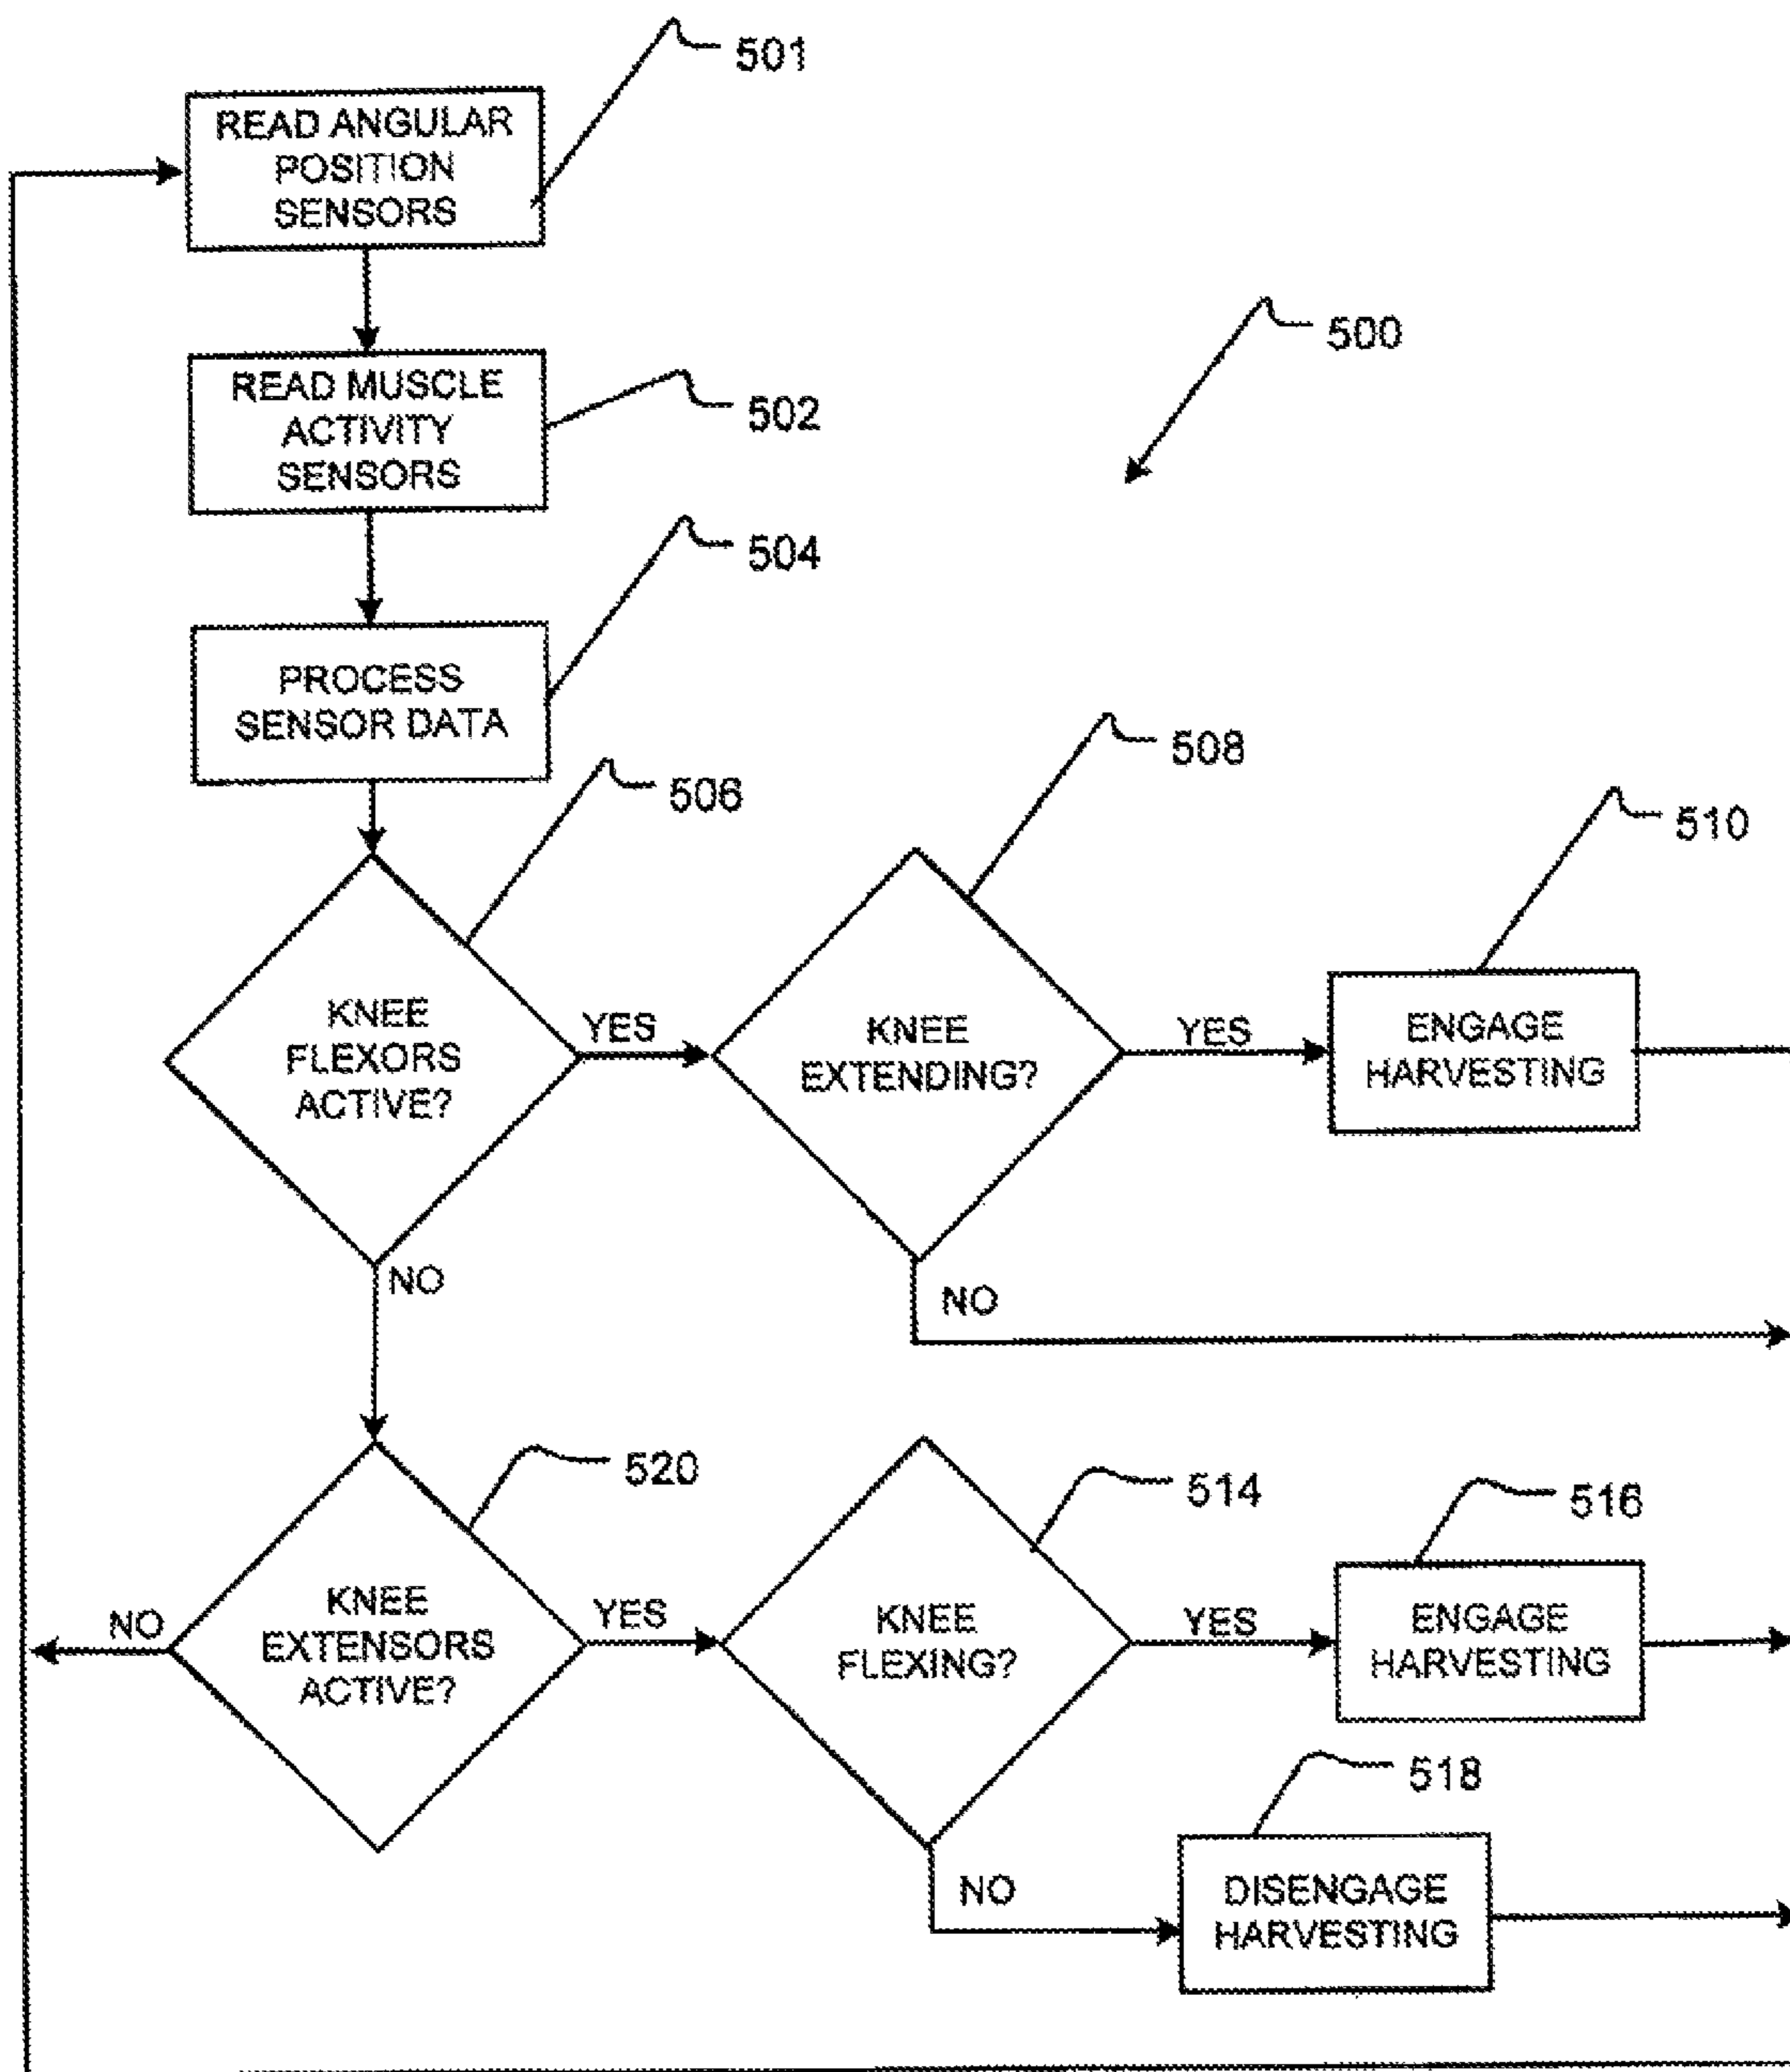 501
READ ANGULAR
POSITION
SENSORS
500
READ MUSCLE
ACTIVITY
SENSORS
502
504
PROCESS
SENSOR DATA
506
508
510
KNEE
FLEXORS
ACTIVE?
YES
KNEE
EXTENDING?
YES
ENGAGE
HARVESTING
NO
NO
520
514
516
NO
KNEE
EXTENSORS
ACTIVE?
YES
KNEE
FLEXING?
YES
ENGAGE
HARVESTING
518
NO
DISENGAGE
HARVESTING